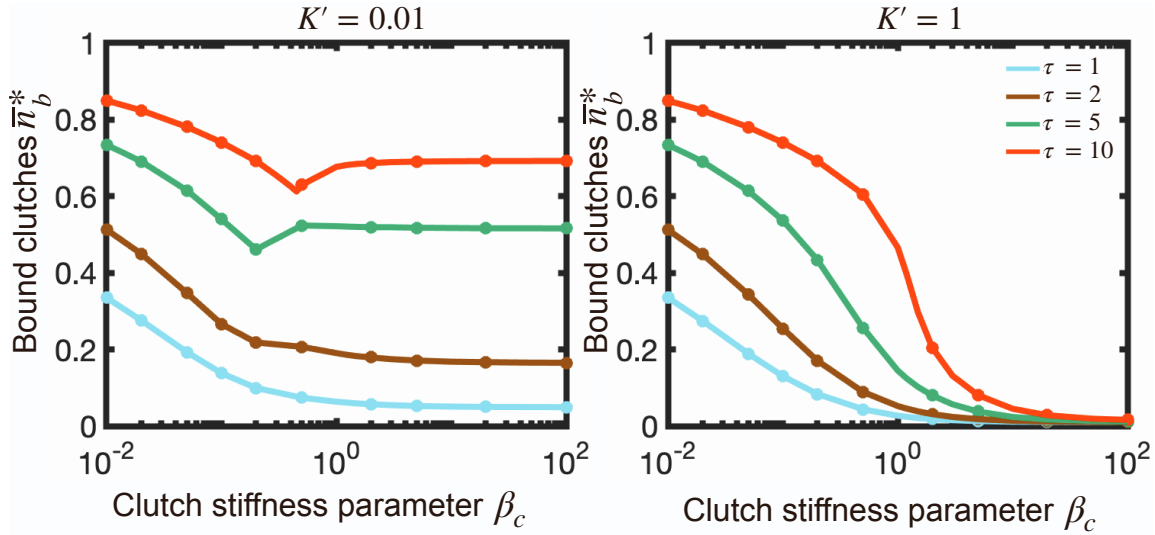 K′ = 0.01
1
0.8
0.6
0.4
0.2
0
Bound clutches n̄*b
10⁻²
10⁰
10²
Clutch stiffness parameter βc
K′ = 1
τ = 1
τ = 2
τ = 5
τ = 10
1
0.8
0.6
0.4
0.2
0
Bound clutches n̄*b
10⁻²
10⁰
10²
Clutch stiffness parameter βc